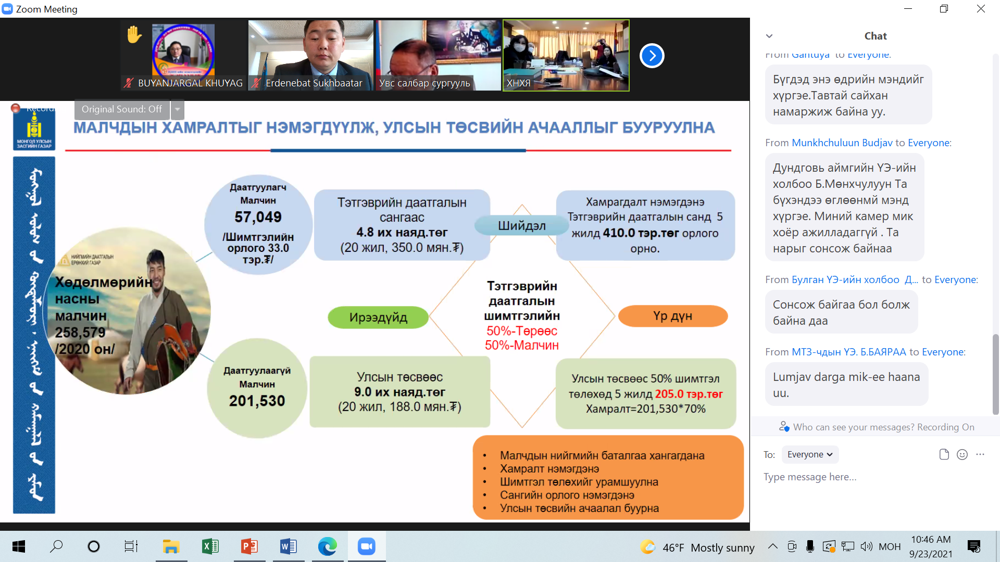 Zoom Meeting
BUYANJARGAL KHUYAG
Erdenebat Sukhbaatar
Увс салбар сургууль
ХНХЯ
Original Sound: Off
МОНГОЛ УЛСЫН
ЗАСГИЙН ГАЗАР
МАЛЧДЫН ХАМРАЛТЫГ НЭМЭГДҮҮЛЖ, УЛСЫН ТӨСВИЙН АЧААЛЛЫГ БУУРУУЛНА
НИЙГМИЙН ДААТГАЛЫН
ЕРӨНХИЙ ГАЗАР
Хөдөлмөрийн
насны
малчин
258,579
/2020 он/
Даатгуулагч
Малчин
57,049
/Шимтгэлийн
орлого 33.0
тэр.₮/
Тэтгэврийн даатгалын
сангаас
4.8 их наяд.төг
(20 жил, 350.0 мян.₮)
Шийдэл
Хамрагдалт нэмэгдэнэ
Тэтгэврийн даатгалын санд 5
жилд 410.0 тэр.төг орлого
орно.
Ирээдүйд
Тэтгэврийн
даатгалын
шимтгэлийн
50%-Төрөөс
50%-Малчин
Үр дүн
Даатгуулаагүй
Малчин
201,530
Улсын төсвөөс
9.0 их наяд.төг
(20 жил, 188.0 мян.₮)
Улсын төсвөөс 50% шимтгэл
төлөхөд 5 жилд 205.0 тэр.төг
Хамралт=201,530*70%
• Малчдын нийгмийн баталгаа хангагдана
• Хамралт нэмэгдэнэ
• Шимтгэл төлөхийг урамшуулна
• Сангийн орлого нэмэгдэнэ
• Улсын төсвийн ачаалал буурна
Chat
From Gantuya to Everyone:
Бүгдэд энэ өдрийн мэндийг
хүргэе.Тавтай сайхан
намаржиж байна уу.
From Munkhchuluun Budjav to Everyone:
Дундговь аймгийн ҮЭ-ийн
холбоо Б.Мөнхчулуун Та
бүхэндээ өглөөнмй мэнд
хүргэе. Миний камер мик
хоёр ажилладаггүй . Та
нарыг сонсож байнаа
From Булган ҮЭ-ийн холбоо Д... to Everyone:
Сонсож байгаа бол болж
байна даа
From МТЗ-чдын ҮЭ. Б.БАЯРАА to Everyone:
Lumjav darga mik-ee haana
uu.
Who can see your messages? Recording On
To: Everyone
Type message here...
46°F Mostly sunny
МОН
10:46 AM
9/23/2021